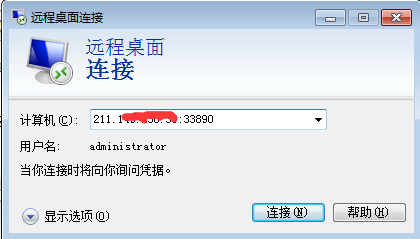 远程桌面连接
远程桌面
连接
计算机(C): 211.1 :33890
用户名: administrator
当你连接时将向你询问凭据。
显示选项(O) 连接(N) 帮助(H)